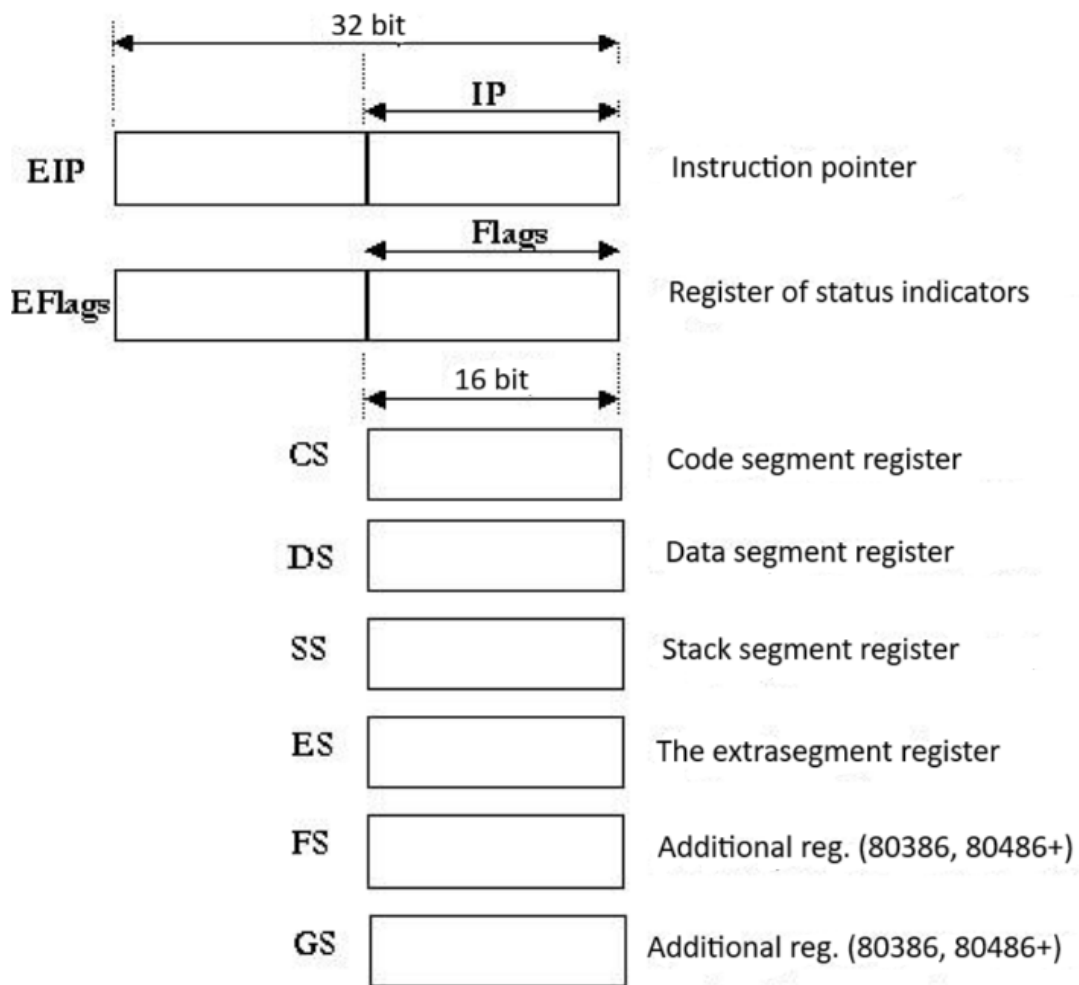 32 bit
IP
EIP
Instruction pointer
Flags
EFlags
Register of status indicators
16 bit
CS
Code segment register
DS
Data segment register
SS
Stack segment register
ES
The extrasegment register
FS
Additional reg. (80386, 80486+)
GS
Additional reg. (80386, 80486+)